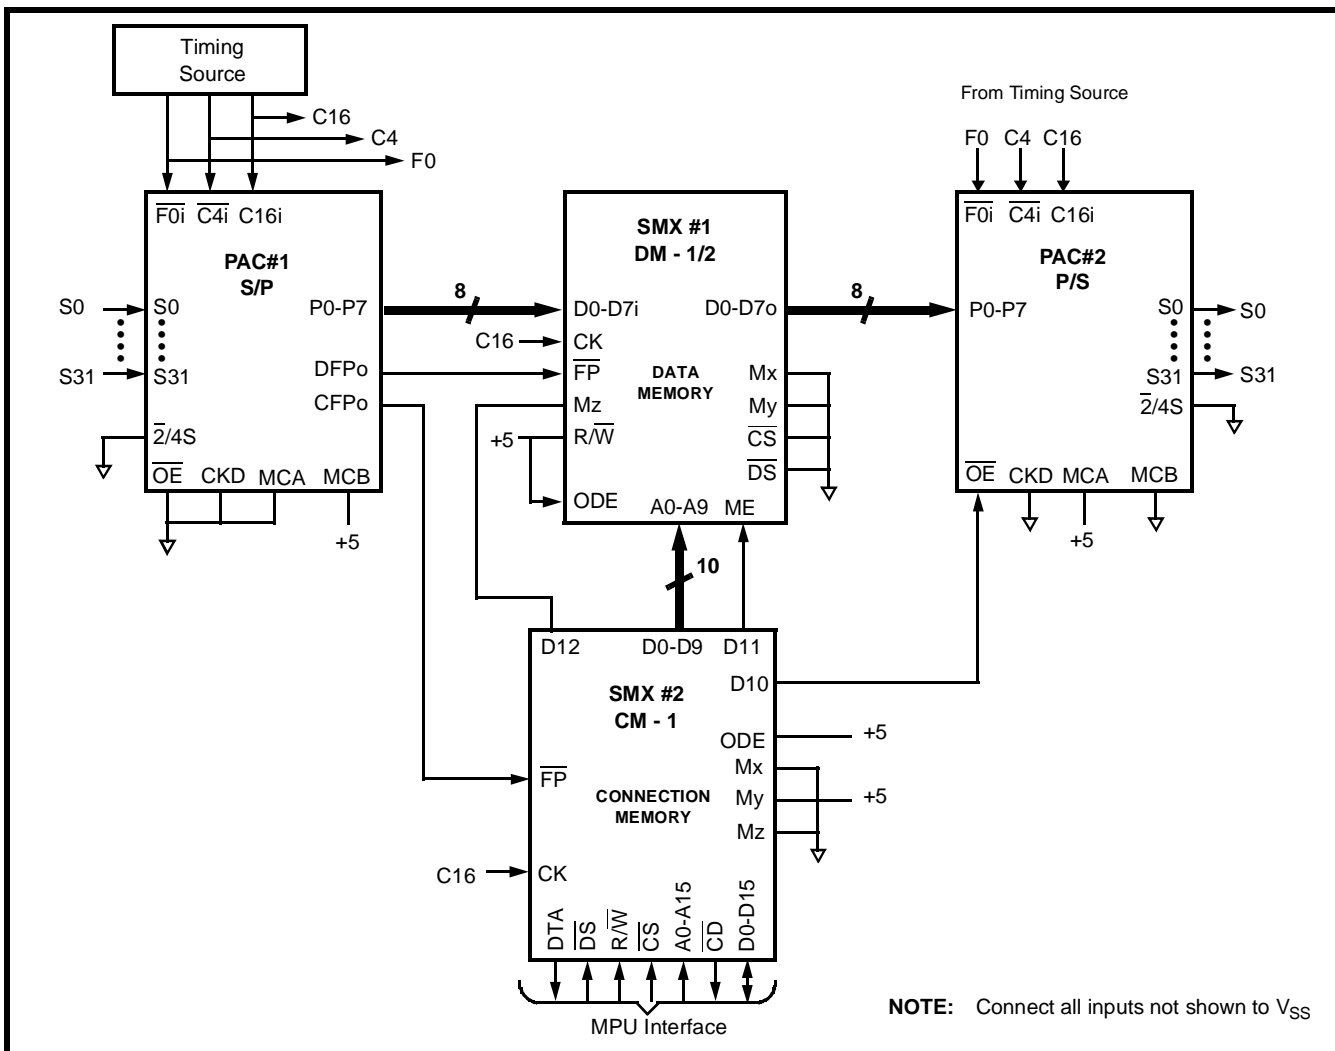 Timing
Source
C16
C4
F0
From Timing Source
F0 C4 C16
F0i C4i C16i
PAC#1
S/P
S0 S0
S31 S31
P0-P7
DFPo
CFPo
2/4S
OE CKD MCA MCB
+5
8
SMX #1
DM - 1/2
D0-D7i D0-D7o
C16 CK
FP
DATA
MEMORY
Mx
Mz My
+5 R/W CS
DS
ODE
A0-A9 ME
8
F0i C4i C16i
PAC#2
P/S
P0-P7
S0 S0
S31 S31
2/4S
OE CKD MCA MCB
+5
10
D12 D0-D9 D11
D10
SMX #2
CM - 1
ODE +5
FP
Mx
CONNECTION
MEMORY
My +5
Mz
C16 CK
DTA DS R/W CS A0-A15 CD D0-D15
MPU Interface
NOTE: Connect all inputs not shown to VSS